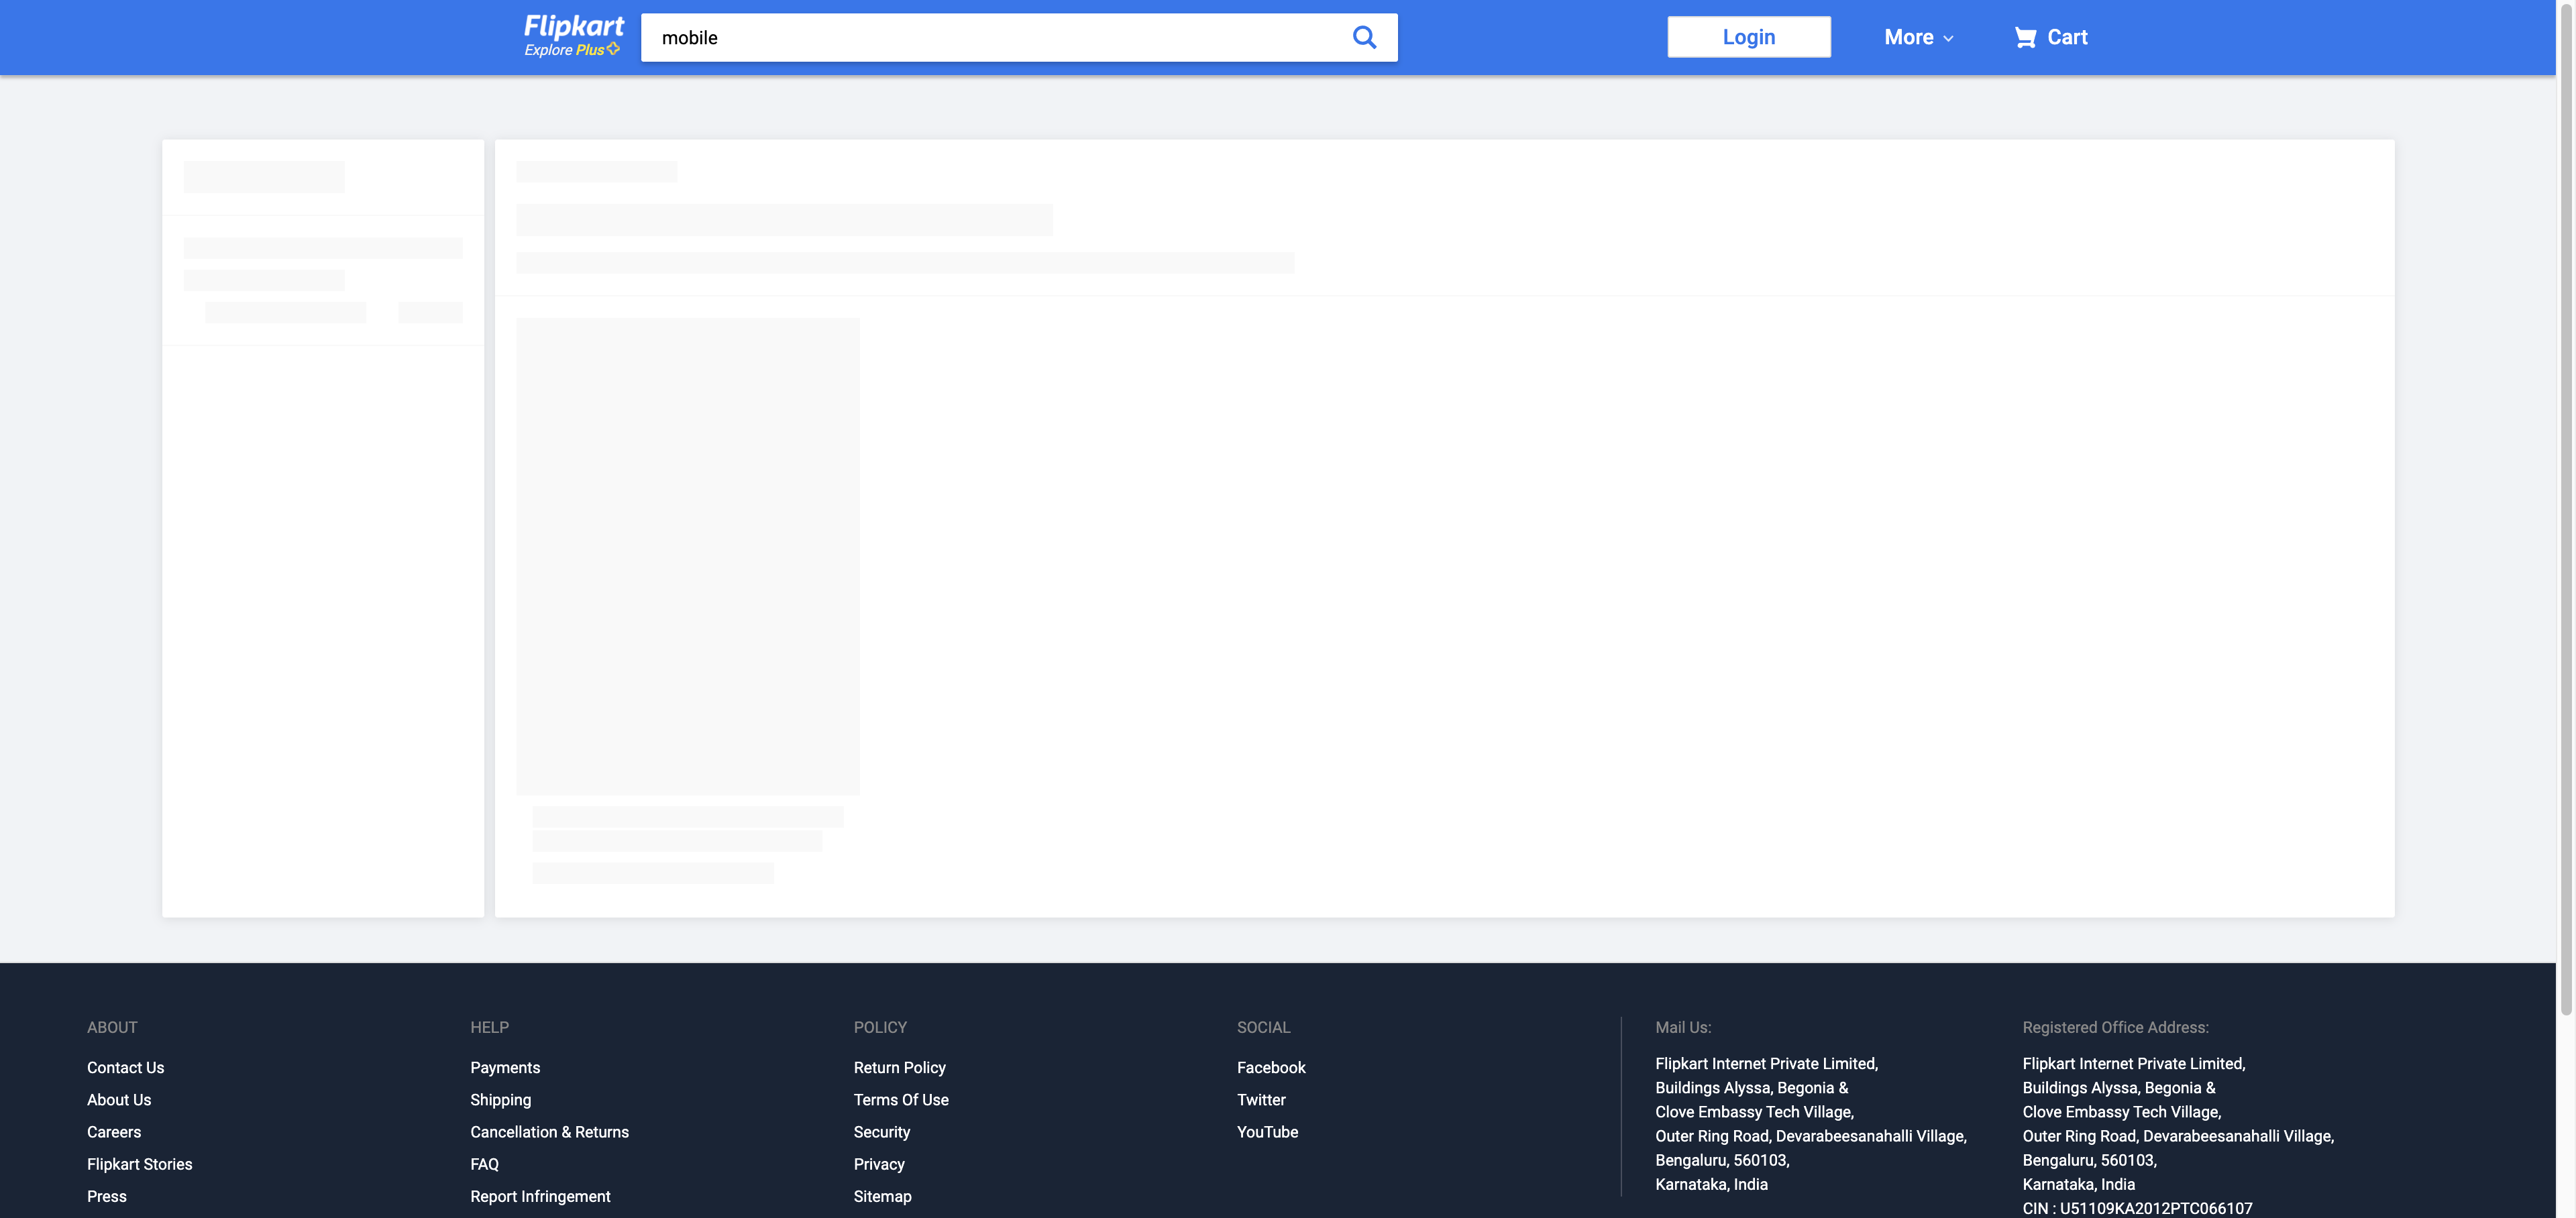 Flipkart
Explore Plus
mobile
Login
More
Cart
ABOUT
Contact Us
About Us
Careers
Flipkart Stories
Press
HELP
Payments
Shipping
Cancellation & Returns
FAQ
Report Infringement
POLICY
Return Policy
Terms Of Use
Security
Privacy
Sitemap
SOCIAL
Facebook
Twitter
YouTube
Mail Us:
Flipkart Internet Private Limited,
Buildings Alyssa, Begonia &
Clove Embassy Tech Village,
Outer Ring Road, Devarabeesanahalli Village,
Bengaluru, 560103,
Karnataka, India
Registered Office Address:
Flipkart Internet Private Limited,
Buildings Alyssa, Begonia &
Clove Embassy Tech Village,
Outer Ring Road, Devarabeesanahalli Village,
Bengaluru, 560103,
Karnataka, India
CIN : U51109KA2012PTC066107